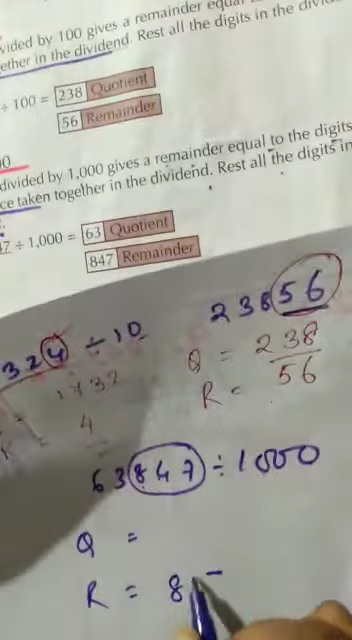 vided by 100 gives a remainder equal
ether in the dividend. Rest all the digits in the
÷ 100 = 238 Quotient
56 Remainder
divided by 1,000 gives a remainder equal to the digits
ce taken together in the dividend. Rest all the digits in
47 ÷ 1,000 = 63 Quotient
847 Remainder
324 ÷ 10
23856
Q = 238
R = 56
4
63847 ÷ 1000
Q =
R = 8